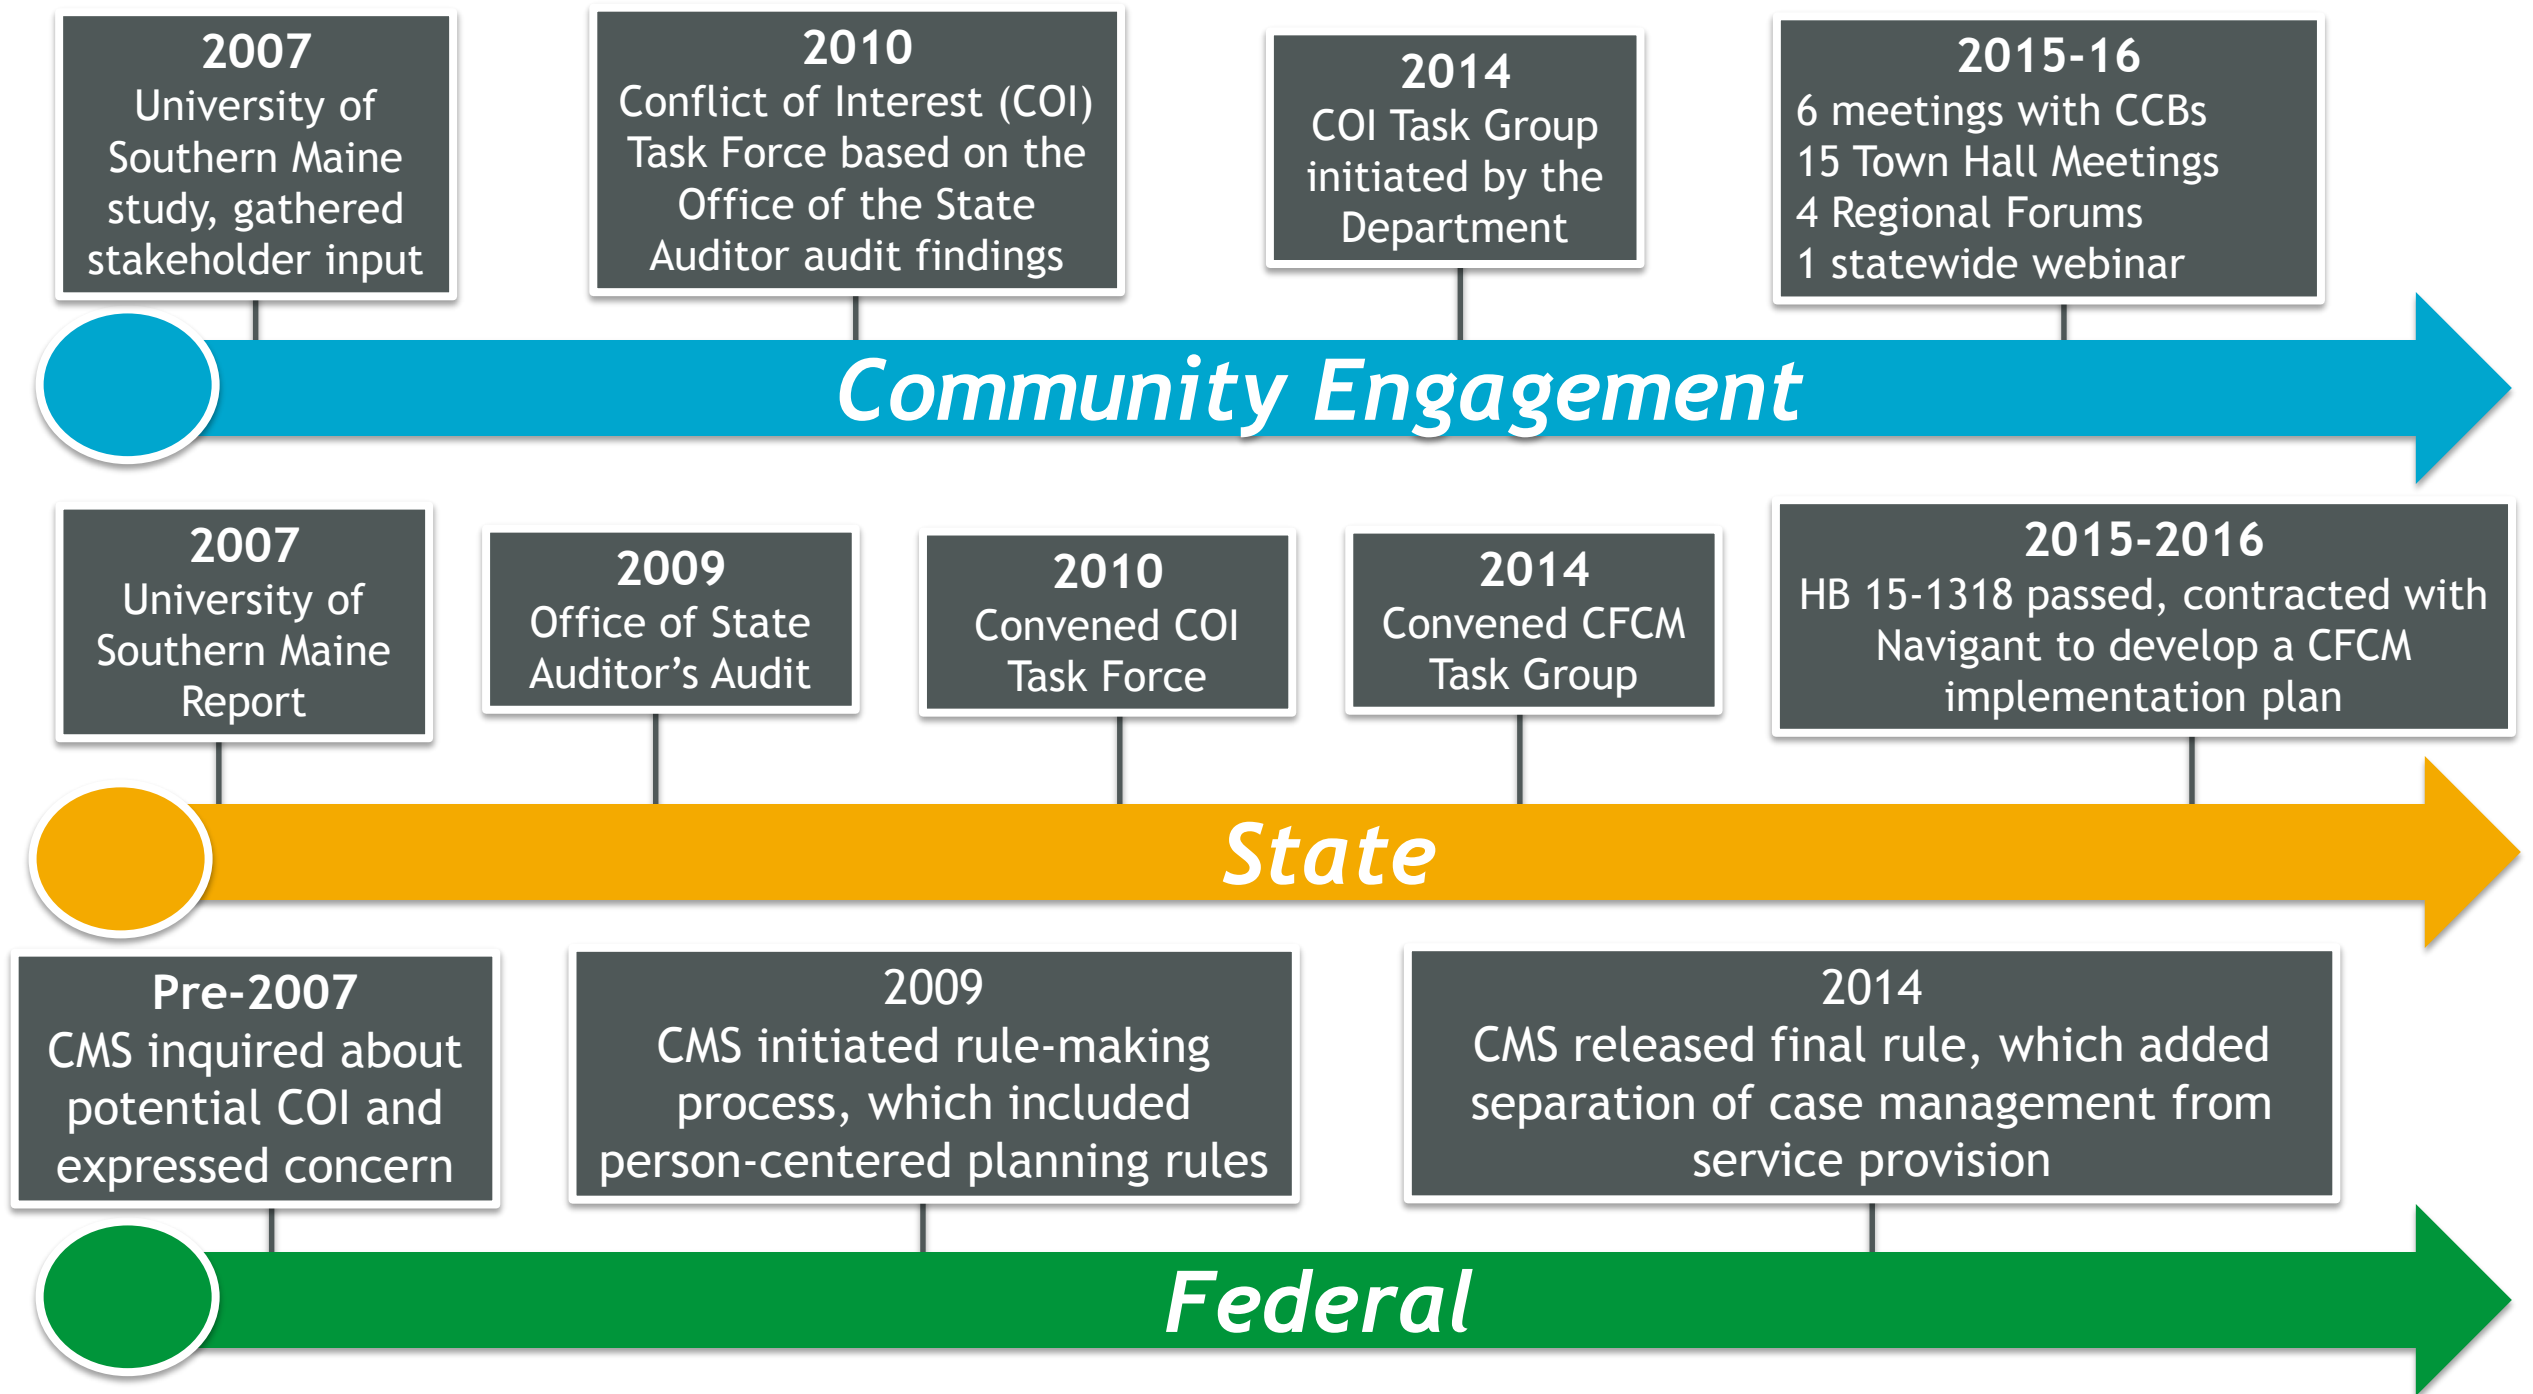 2007
University of
Southern Maine
study, gathered
stakeholder input
2010
Conflict of Interest (COI)
Task Force based on the
Office of the State
Auditor audit findings
2014
COI Task Group
initiated by the
Department
2015-16
6 meetings with CCBs
15 Town Hall Meetings
4 Regional Forums
1 statewide webinar
Community Engagement
2007
University of
Southern Maine
Report
2009
Office of State
Auditor’s Audit
2010
Convened COI
Task Force
2014
Convened CFCM
Task Group
2015-2016
HB 15-1318 passed, contracted with
Navigant to develop a CFCM
implementation plan
State
Pre-2007
CMS inquired about
potential COI and
expressed concern
2009
CMS initiated rule-making
process, which included
person-centered planning rules
2014
CMS released final rule, which added
separation of case management from
service provision
Federal